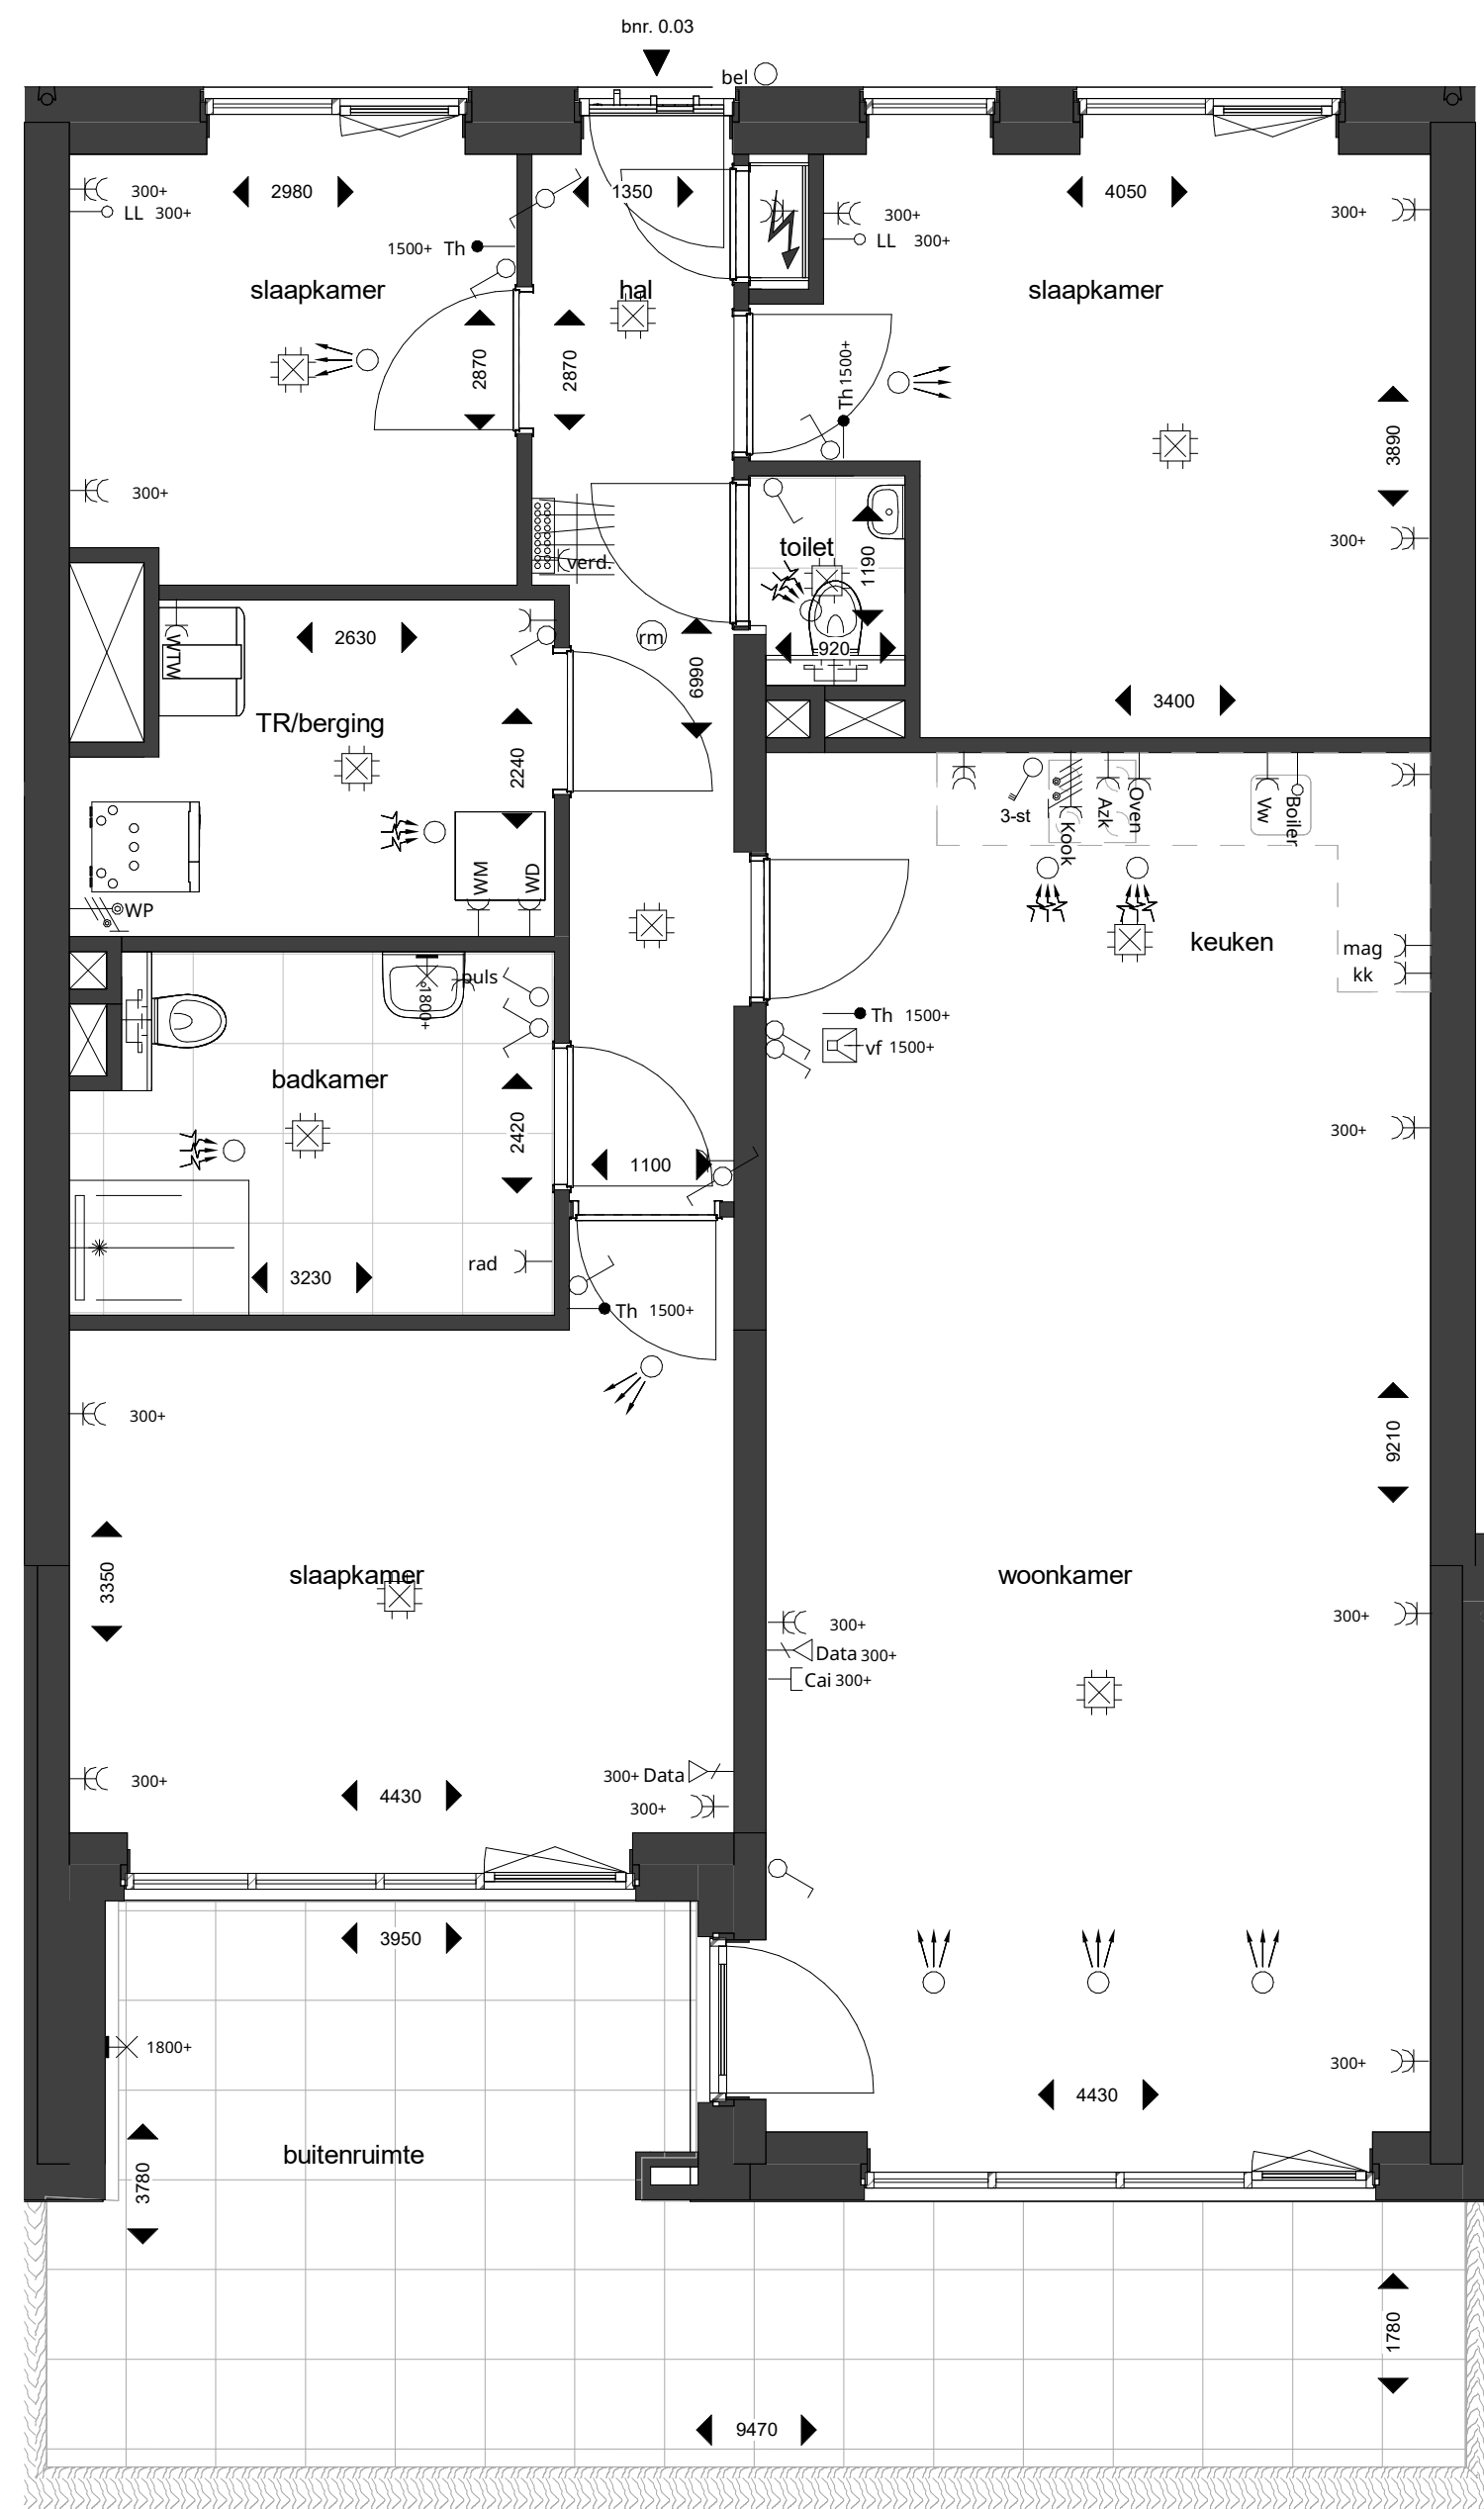 bnr. 0.03
bel
300+
2980
1350
300+
4050
300+
LL 300+
LL 300+
1500+ Th
slaapkamer
hal
slaapkamer
2870
2870
Th 1500+
3890
300+
toilet
1190
300+
verd.
WTW
2630
rm
6990
920
3400
TR/berging
2240
3-st
Kook
Azk
Oven
Vw
Boiler
WM
WD
WP
keuken
mag
kk
puls
1800+
Th 1500+
vf 1500+
badkamer
2420
300+
1100
rad
3230
Th 1500+
300+
9210
3350
slaapkamer
woonkamer
300+
300+
Data 300+
Cai 300+
300+
300+ Data
4430
300+
3950
1800+
300+
4430
buitenruimte
3780
1780
9470